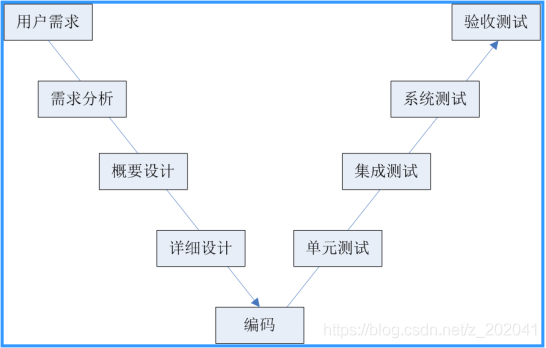 用户需求
验收测试
需求分析
系统测试
概要设计
集成测试
详细设计
单元测试
编码
https://blog.csdn.net/z_202041